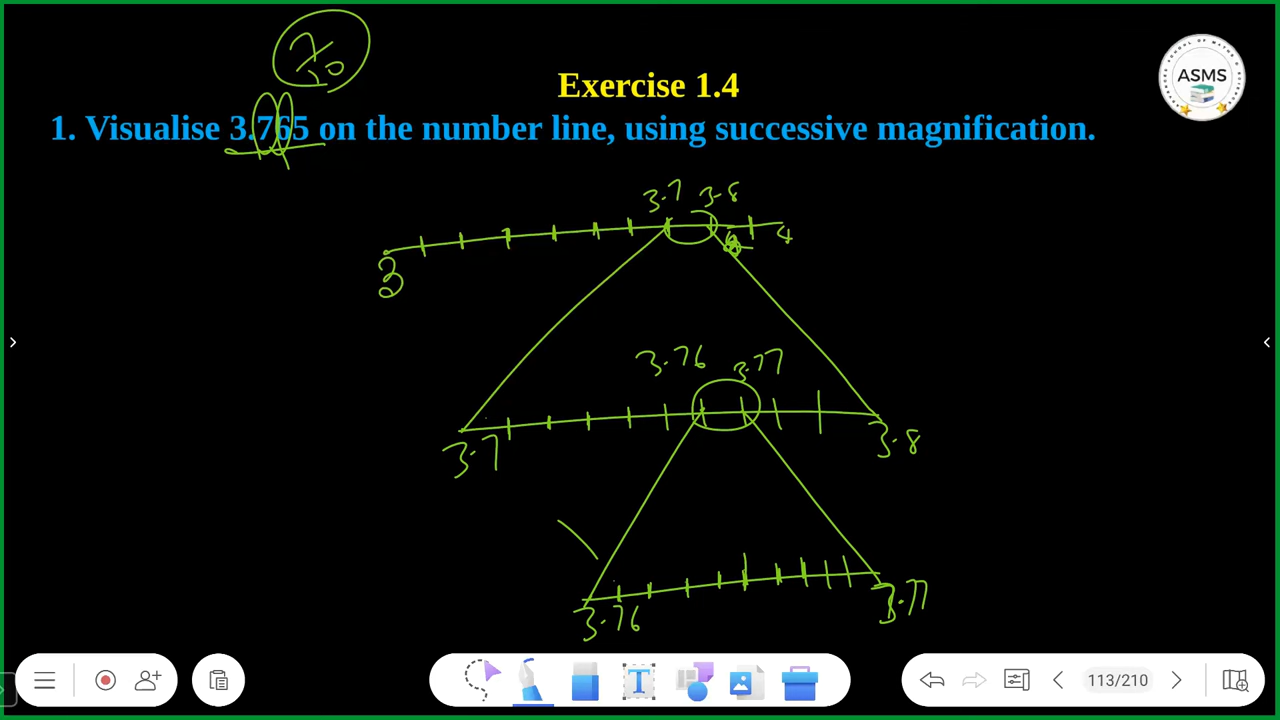 ASMS
Exercise 1.4
1. Visualise 3.765 on the number line, using successive magnification.
3.7 3.8
3 4
3.76 3.77
3.7 3.8
3.76 3.77
113/210